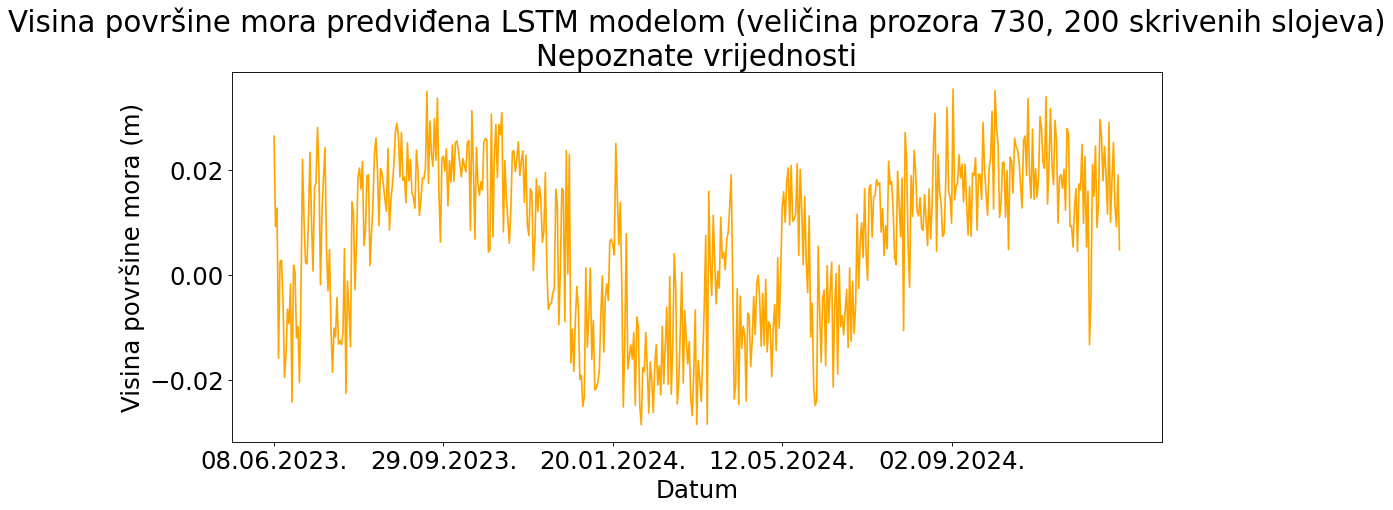 Visina površine mora predviđena LSTM modelom (veličina prozora 730, 200 skrivenih slojeva)
Nepoznate vrijednosti
Visina površine mora (m)
0.02
0.00
−0.02
08.06.2023. 29.09.2023. 20.01.2024. 12.05.2024. 02.09.2024.
Datum